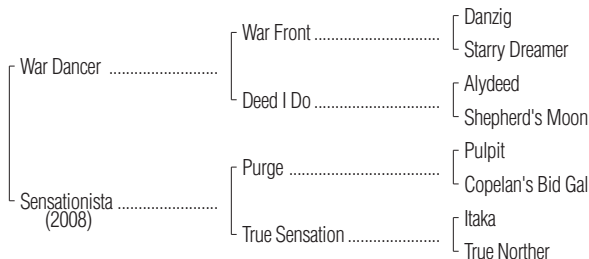 Danzig
War Front ..............................
Starry Dreamer
War Dancer ..........................
Alydeed
Deed I Do ..............................
Shepherd's Moon
Pulpit
Purge ....................................
Copelan's Bid Gal
Sensationista ........................
(2008)
Itaka
True Sensation ......................
True Norther